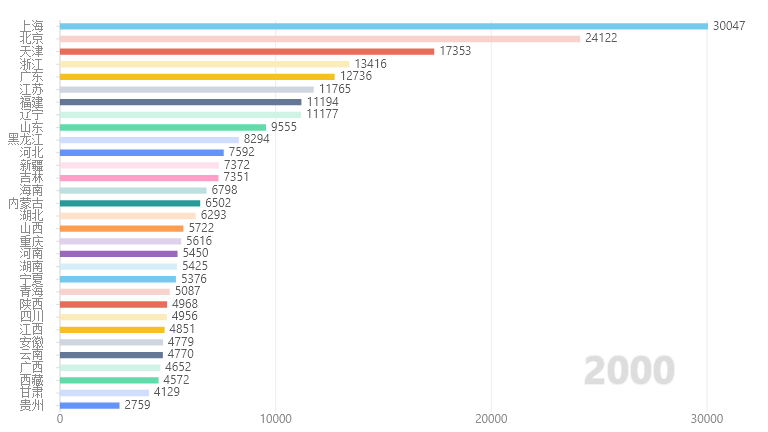 上海 30047
北京 24122
天津 17353
浙江 13416
广东 12736
江苏 11765
福建 11194
辽宁 11177
山东 9555
黑龙江 8294
河北 7592
新疆 7372
吉林 7351
海南 6798
内蒙古 6502
湖北 6293
山西 5722
重庆 5616
河南 5450
湖南 5425
宁夏 5376
青海 5087
陕西 4968
四川 4956
江西 4851
安徽 4779
云南 4770
广西 4652
西藏 4572
甘肃 4129
贵州 2759
2000
0 10000 20000 30000